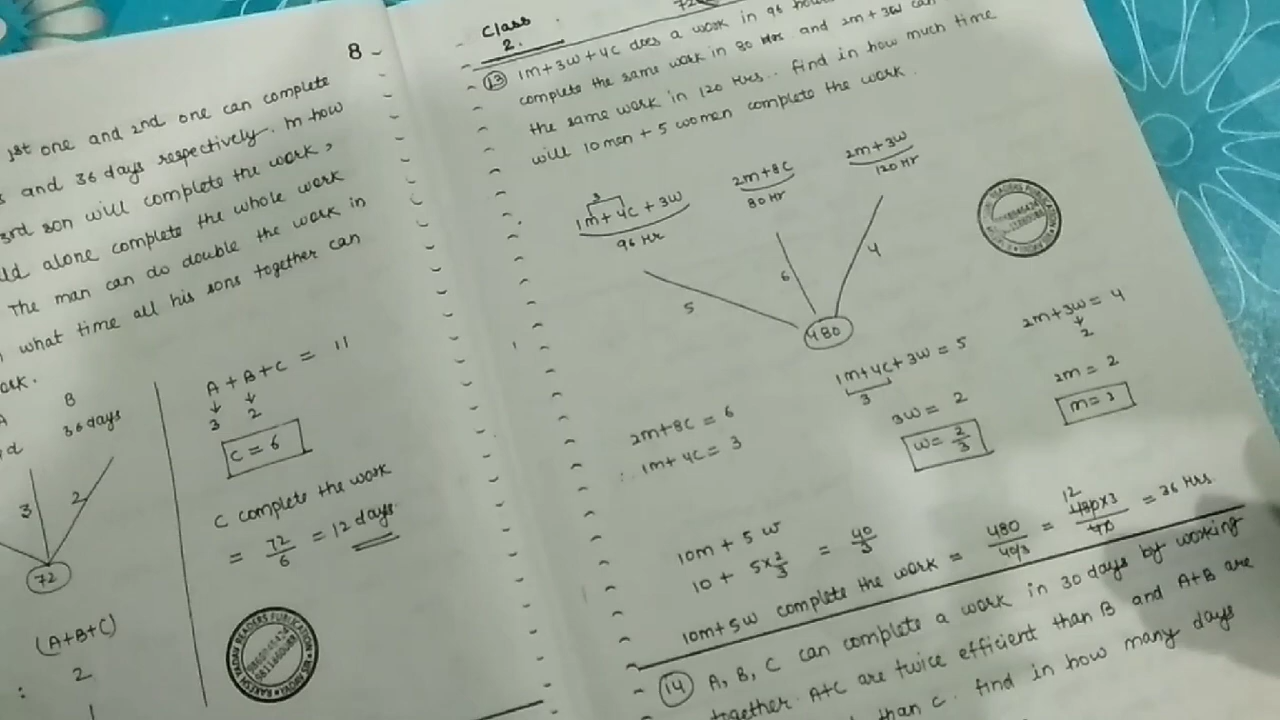 8
1st one and 2nd one can complete
and 36 days respectively. In how
3rd son will complete the work,
alone complete the whole work
The man can do double the work in
what time all his sons together can
B
36 days
3
2
72
(A+B+C)
2
A+B+C = 11
3 2
C = 6
C complete the work
= 72/6 = 12 days
Class
2.
13 1m+3w+4c does a work in 96
complete the same work in 80 Hrs and 2m+3w can
the same work in 120 Hrs.. find in how much time
will 10 men + 5 women complete the work.
3
1m+4c+3w
96 Hr
2m+8c
80 Hr
2m+3w
120 Hr
5
6
4
480
2m+8c = 6
∴ 1m+4c = 3
1m+4c+3w = 5
3
3w = 2
w = 2/3
2m+3w = 4
2
2m = 2
10m + 5w
10 + 5×2/3 = 40/3
10m+5w complete the work = 480/40/3 = 480×3/40 = 36 Hrs.
12
14 A, B, C can complete a work in 30 days by working
together. A+C are twice efficient than B and A+B are
than C. find in how many days